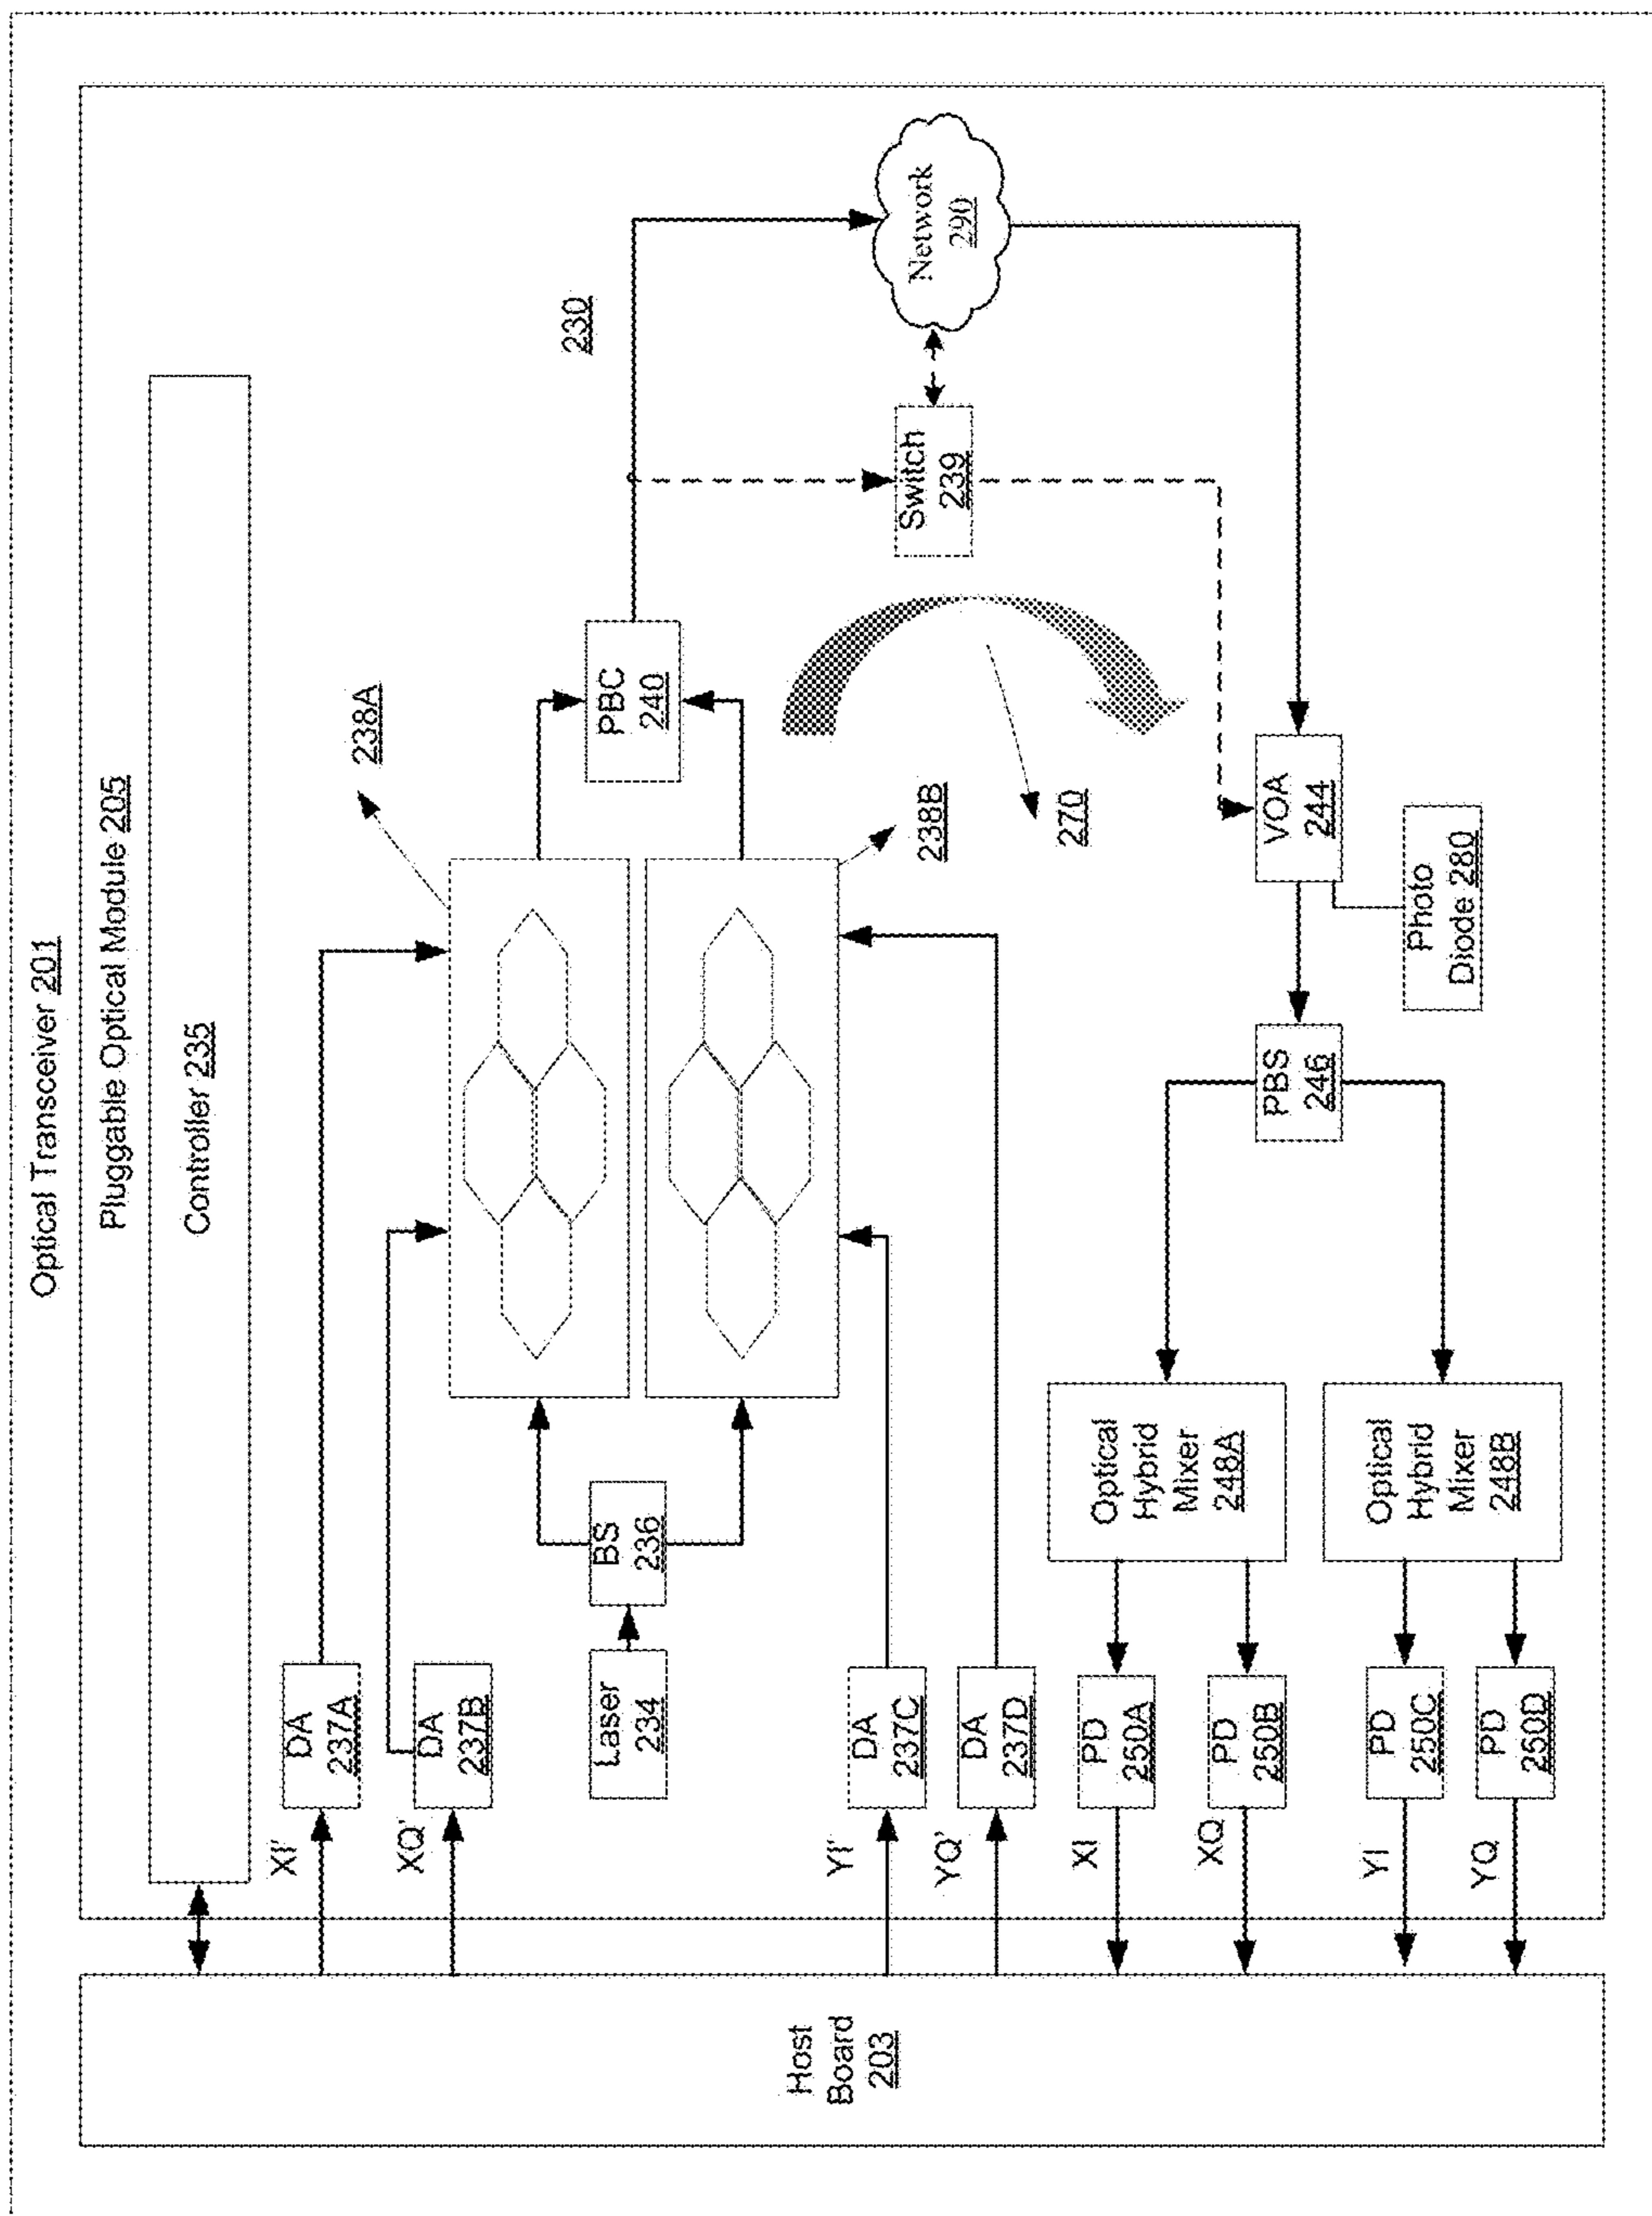 Optical Transceiver 201
Pluggable Optical Module 205
Controller 235
Host
Board
203
XI'
DA
237A
XQ'
DA
237B
Laser
234
BS
236
238A
238B
PBC
240
230
Network
290
Switch
239
270
YI'
DA
237C
YQ'
DA
237D
VOA
244
Photo
Diode 280
PBS
246
Optical
Hybrid
Mixer
248A
Optical
Hybrid
Mixer
248B
XI
PD
250A
XQ
PD
250B
YI
PD
250C
YQ
PD
250D